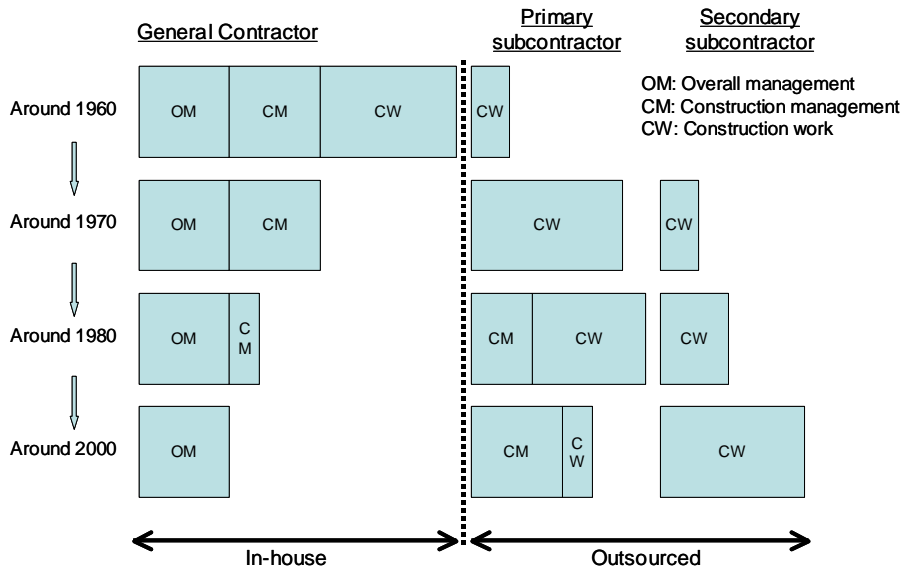 General Contractor
Primary
subcontractor
Secondary
subcontractor
OM: Overall management
CM: Construction management
CW: Construction work
Around 1960
OM
CM
CW
CW
Around 1970
OM
CM
CW
CW
Around 1980
OM
C
M
CM
CW
CW
Around 2000
OM
CM
C
W
CW
In-house
Outsourced